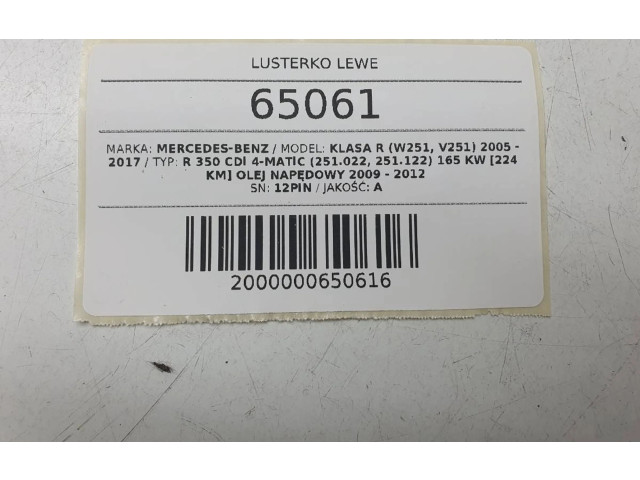 LUSTERKO LEWE
65061
MARKA: MERCEDES-BENZ / MODEL: KLASA R (W251, V251) 2005 -
2017 / TYP: R 350 CDI 4-MATIC (251.022, 251.122) 165 KW [224
KM] OLEJ NAPĘDOWY 2009 - 2012
SN: 12PIN / JAKOŚĆ: A
2000000650616